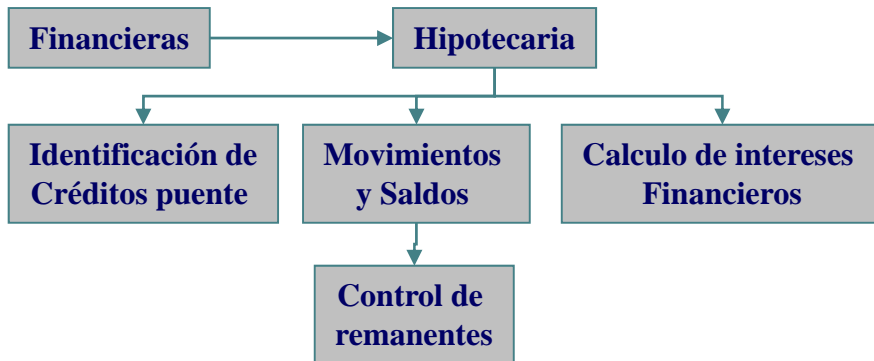 Financieras
Hipotecaria
Identificación de
Créditos puente
Movimientos
y Saldos
Calculo de intereses
Financieros
Control de
remanentes